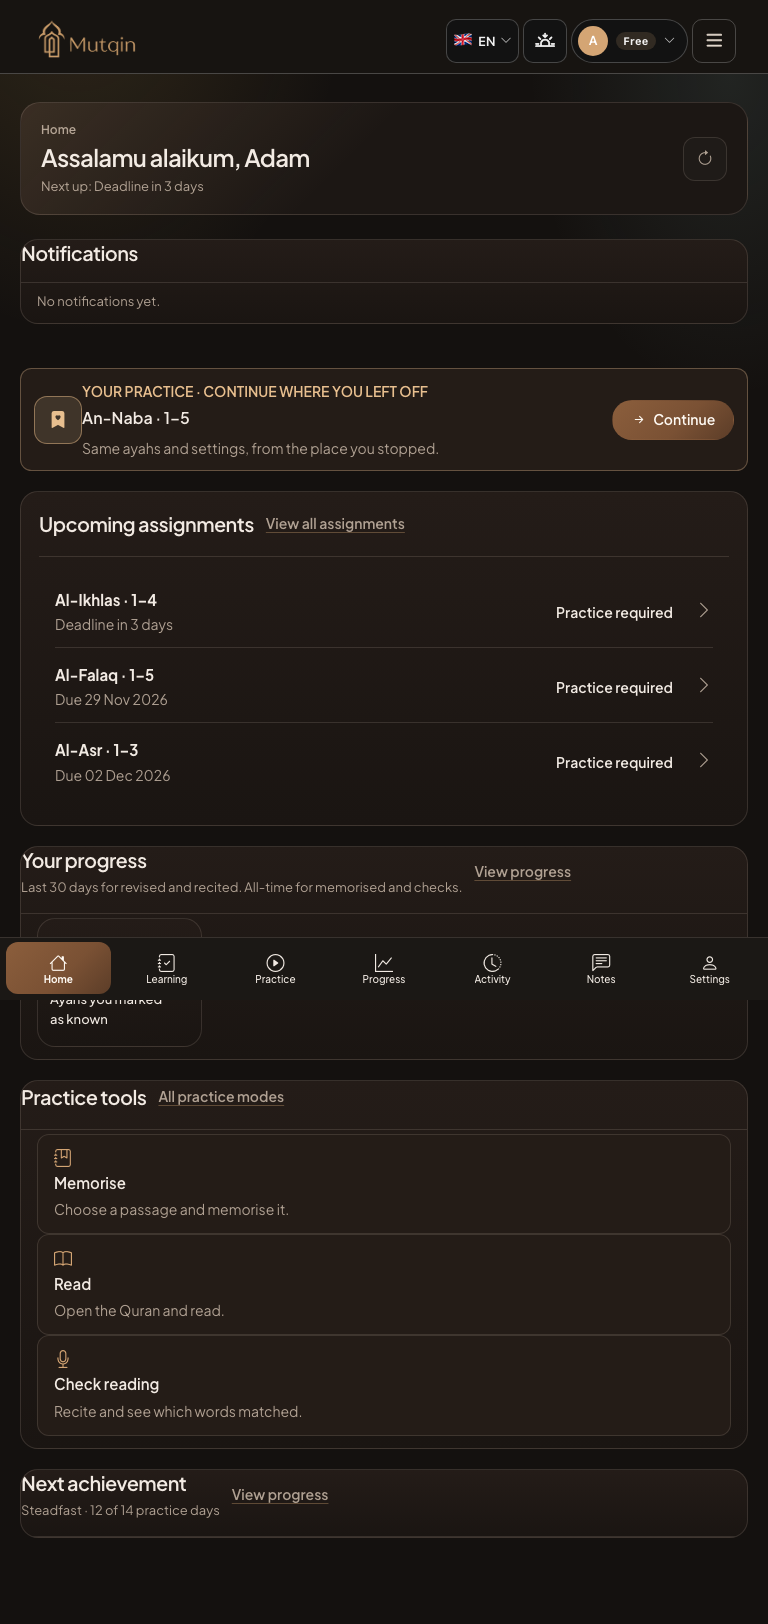 Mutqin
EN
A
Free
Home
Assalamu alaikum, Adam
Next up: Deadline in 3 days
Notifications
No notifications yet.
YOUR PRACTICE · CONTINUE WHERE YOU LEFT OFF
An-Naba · 1–5
Same ayahs and settings, from the place you stopped.
Continue
Upcoming assignments
View all assignments
Al-Ikhlas · 1–4
Deadline in 3 days
Practice required
Al-Falaq · 1–5
Due 29 Nov 2026
Practice required
Al-Asr · 1–3
Due 02 Dec 2026
Practice required
Your progress
Last 30 days for revised and recited. All-time for memorised and checks.
View progress
Home
Learning
Practice
Progress
Activity
Notes
Settings
Ayahs you marked
as known
Practice tools
All practice modes
Memorise
Choose a passage and memorise it.
Read
Open the Quran and read.
Check reading
Recite and see which words matched.
Next achievement
Steadfast · 12 of 14 practice days
View progress